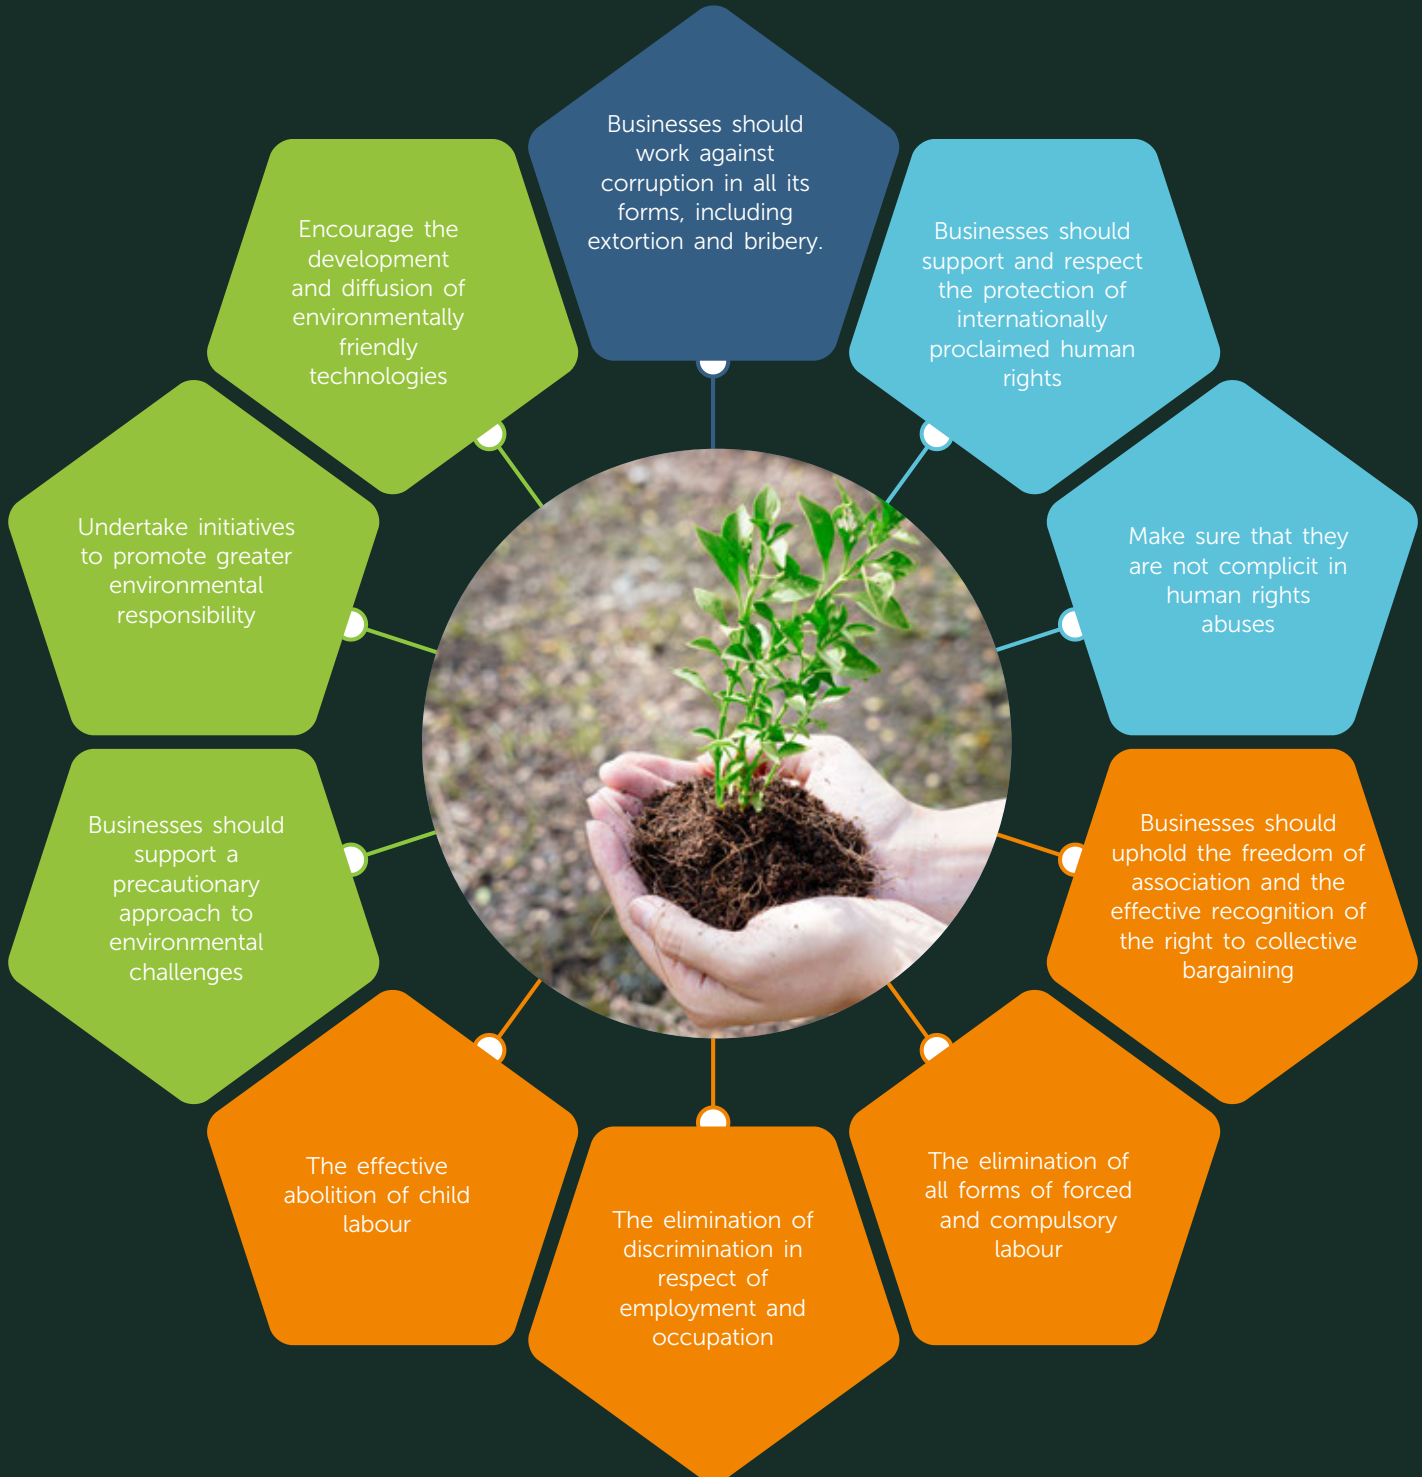 Businesses should
work against
corruption in all its
forms, including
extortion and bribery.
Businesses should
support and respect
the protection of
internationally
proclaimed human
rights
Make sure that they
are not complicit in
human rights
abuses
Businesses should
uphold the freedom of
association and the
effective recognition of
the right to collective
bargaining
The elimination of
all forms of forced
and compulsory
labour
The elimination of
discrimination in
respect of
employment and
occupation
The effective
abolition of child
labour
Businesses should
support a
precautionary
approach to
environmental
challenges
Undertake initiatives
to promote greater
environmental
responsibility
Encourage the
development
and diffusion of
environmentally
friendly
technologies